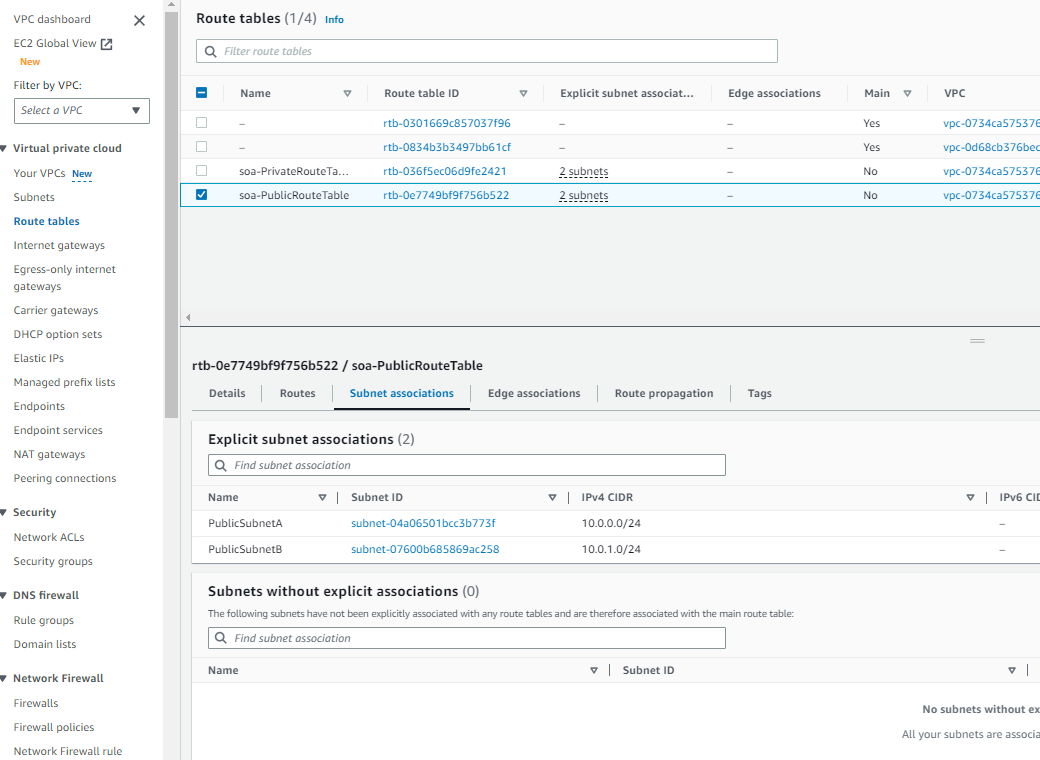 VPC dashboard
EC2 Global View
New
Filter by VPC:
Select a VPC
Virtual private cloud
Your VPCs New
Subnets
Route tables
Internet gateways
Egress-only internet
gateways
Carrier gateways
DHCP option sets
Elastic IPs
Managed prefix lists
Endpoints
Endpoint services
NAT gateways
Peering connections
Security
Network ACLs
Security groups
DNS firewall
Rule groups
Domain lists
Network Firewall
Firewalls
Firewall policies
Network Firewall rule
Route tables (1/4) Info
Filter route tables
Name Route table ID Explicit subnet associat... Edge associations Main VPC
– rtb-0301669c857037f96 – – Yes vpc-0734ca575376
– rtb-0834b3b3497bb61cf – – Yes vpc-0d68cb376bec
soa-PrivateRouteTa... rtb-036f5ec06d9fe2421 2 subnets – No vpc-0734ca575376
soa-PublicRouteTable rtb-0e7749bf9f756b522 2 subnets – No vpc-0734ca575376
rtb-0e7749bf9f756b522 / soa-PublicRouteTable
Details Routes Subnet associations Edge associations Route propagation Tags
Explicit subnet associations (2)
Find subnet association
Name Subnet ID IPv4 CIDR IPv6 CID
PublicSubnetA subnet-04a06501bcc3b773f 10.0.0.0/24 –
PublicSubnetB subnet-07600b685869ac258 10.0.1.0/24 –
Subnets without explicit associations (0)
The following subnets have not been explicitly associated with any route tables and are therefore associated with the main route table:
Find subnet association
Name Subnet ID
No subnets without ex
All your subnets are associa